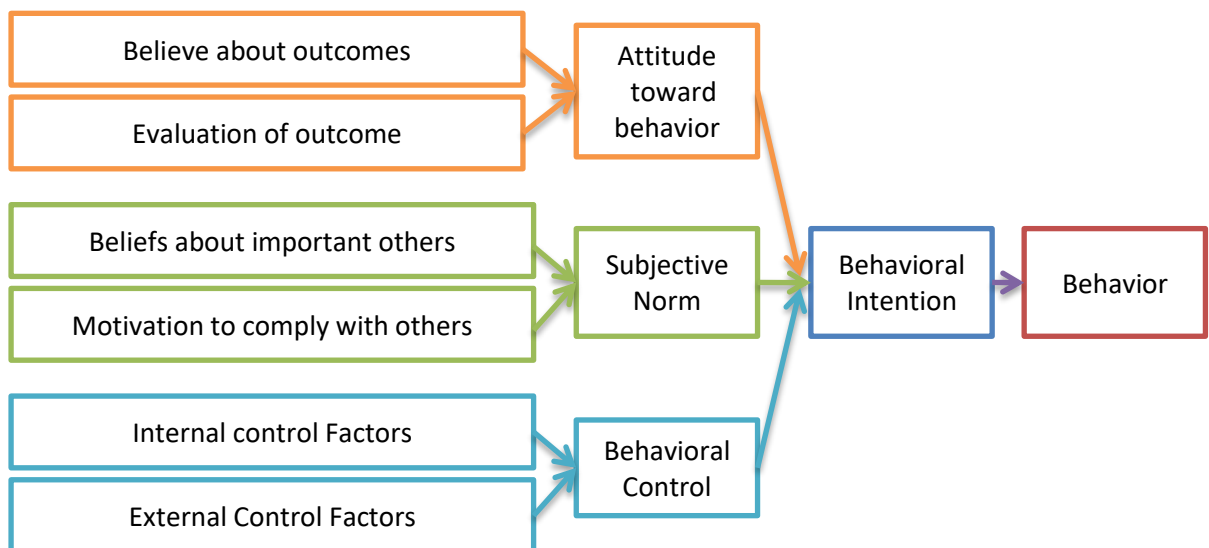 Believe about outcomes
Evaluation of outcome
Attitude
toward
behavior
Beliefs about important others
Motivation to comply with others
Subjective
Norm
Behavioral
Intention
Behavior
Internal control Factors
External Control Factors
Behavioral
Control